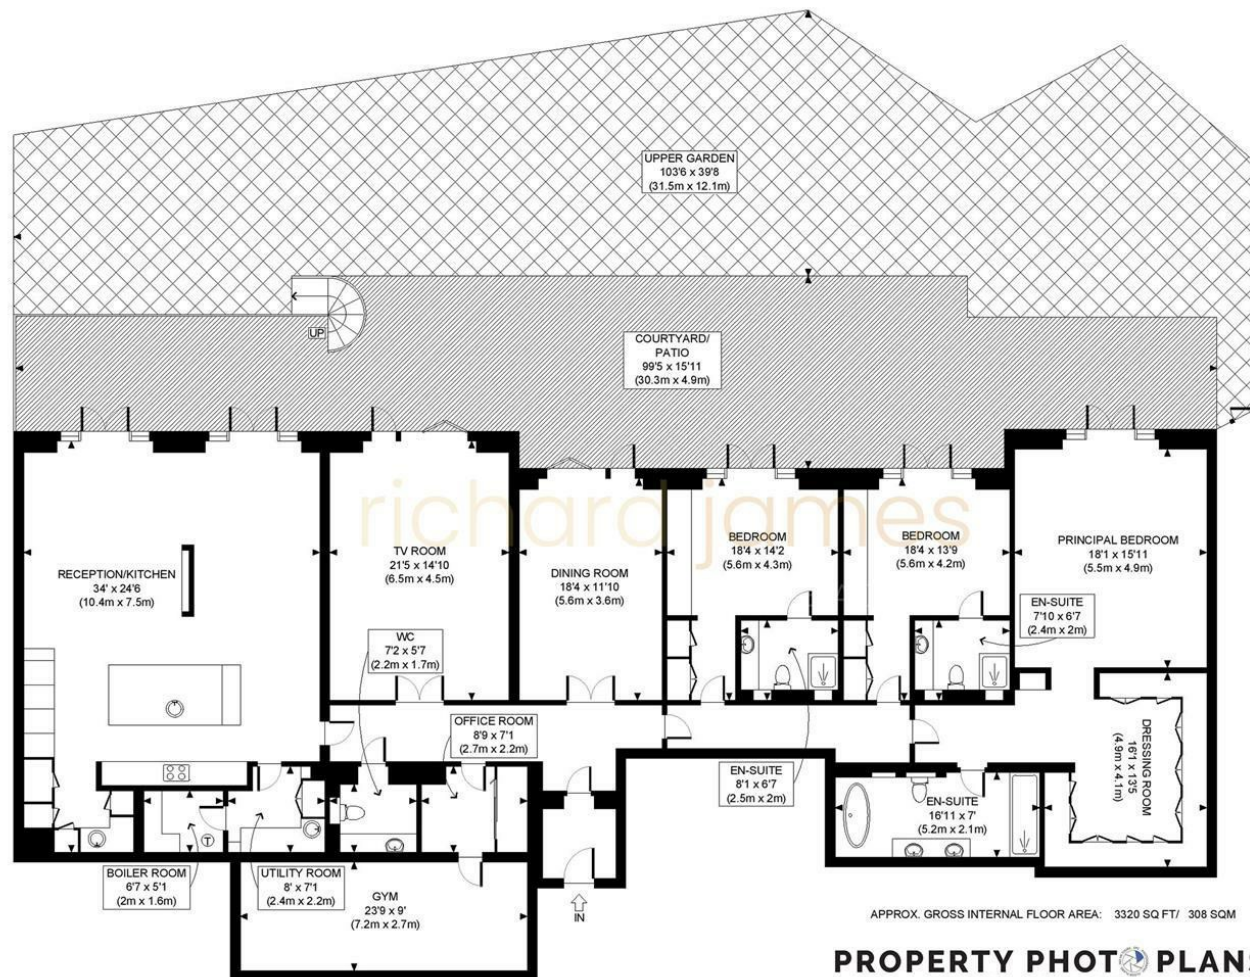 UPPER GARDEN
103'6 x 39'8
(31.5m x 12.1m)
UP
COURTYARD/
PATIO
99'5 x 15'11
(30.3m x 4.9m)
richard james
RECEPTION/KITCHEN
34' x 24'6
(10.4m x 7.5m)
TV ROOM
21'5 x 14'10
(6.5m x 4.5m)
DINING ROOM
18'4 x 11'10
(5.6m x 3.6m)
BEDROOM
18'4 x 14'2
(5.6m x 4.3m)
BEDROOM
18'4 x 13'9
(5.6m x 4.2m)
PRINCIPAL BEDROOM
18'1 x 15'11
(5.5m x 4.9m)
EN-SUITE
7'10 x 6'7
(2.4m x 2m)
WC
7'2 x 5'7
(2.2m x 1.7m)
OFFICE ROOM
8'9 x 7'1
(2.7m x 2.2m)
EN-SUITE
8'1 x 6'7
(2.5m x 2m)
EN-SUITE
16'11 x 7'
(5.2m x 2.1m)
DRESSING ROOM
16'1 x 13'5
(4.9m x 4.1m)
T
BOILER ROOM
6'7 x 5'1
(2m x 1.6m)
UTILITY ROOM
8' x 7'1
(2.4m x 2.2m)
GYM
23'9 x 9'
(7.2m x 2.7m)
IN
APPROX. GROSS INTERNAL FLOOR AREA: 3320 SQ FT/ 308 SQM
PROPERTY PHOTO PLANS